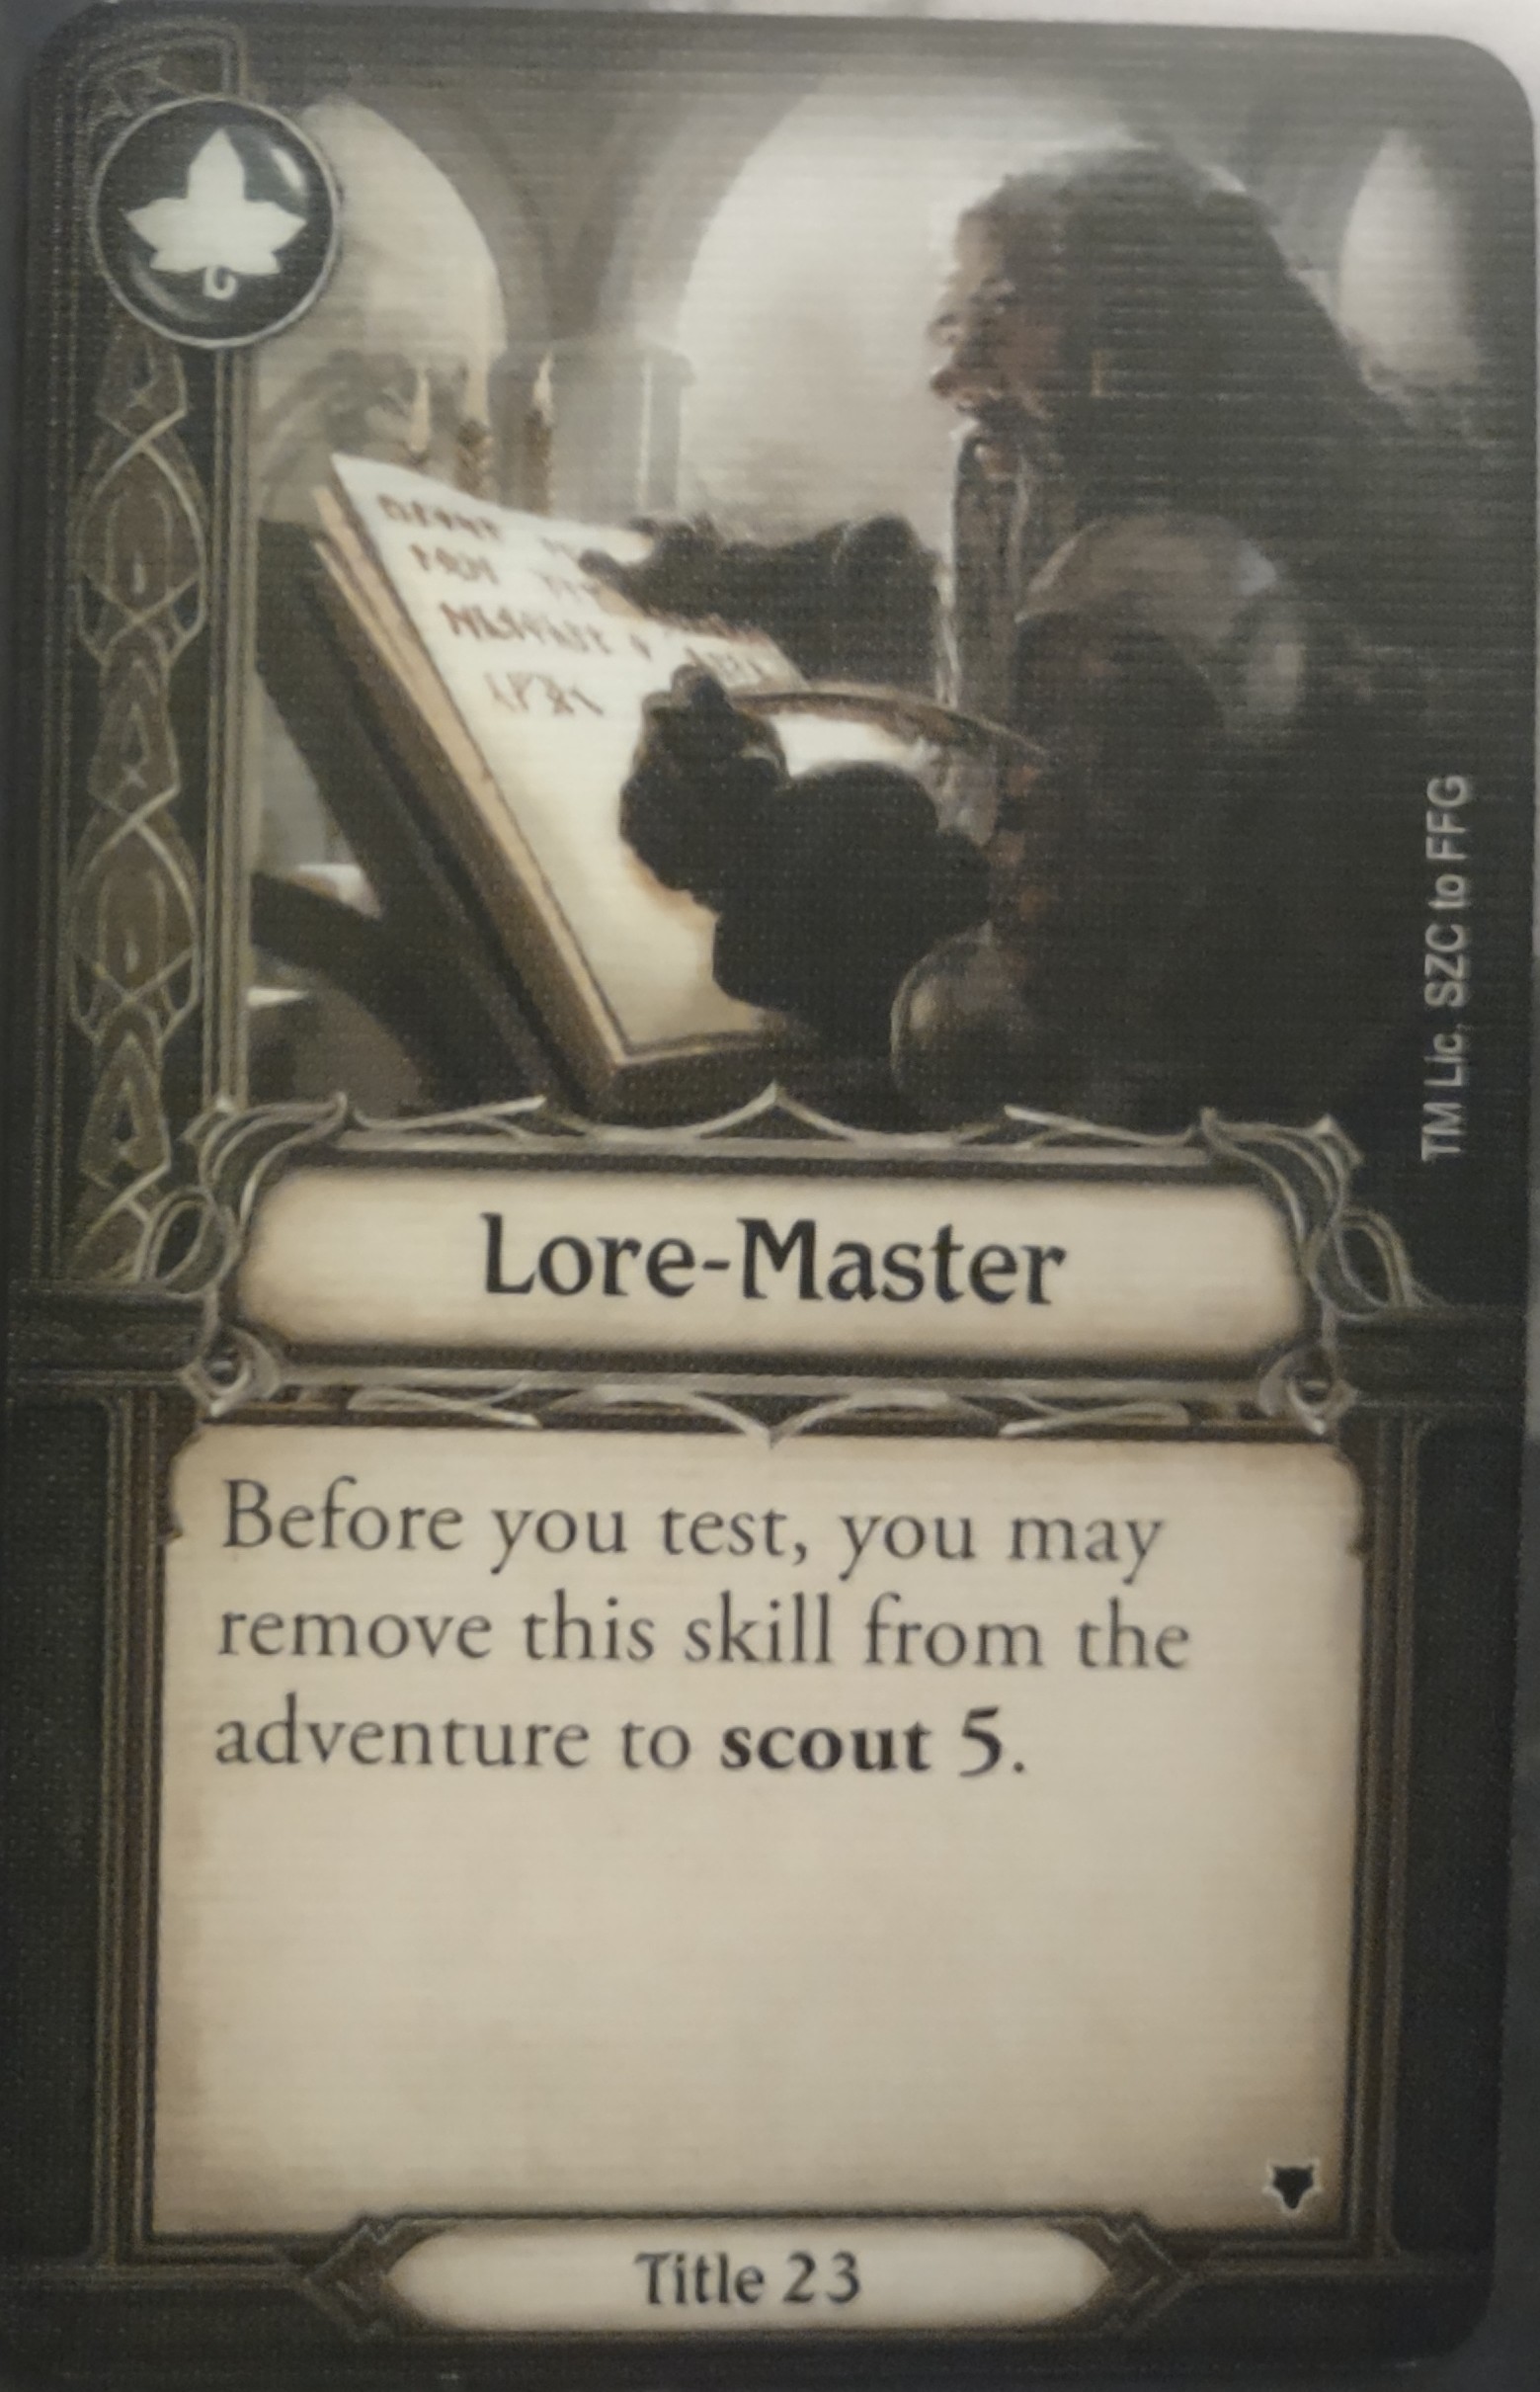 TM Lic. SZC to FFG
Lore-Master
Before you test, you may
remove this skill from the
adventure to scout 5.
Title 23